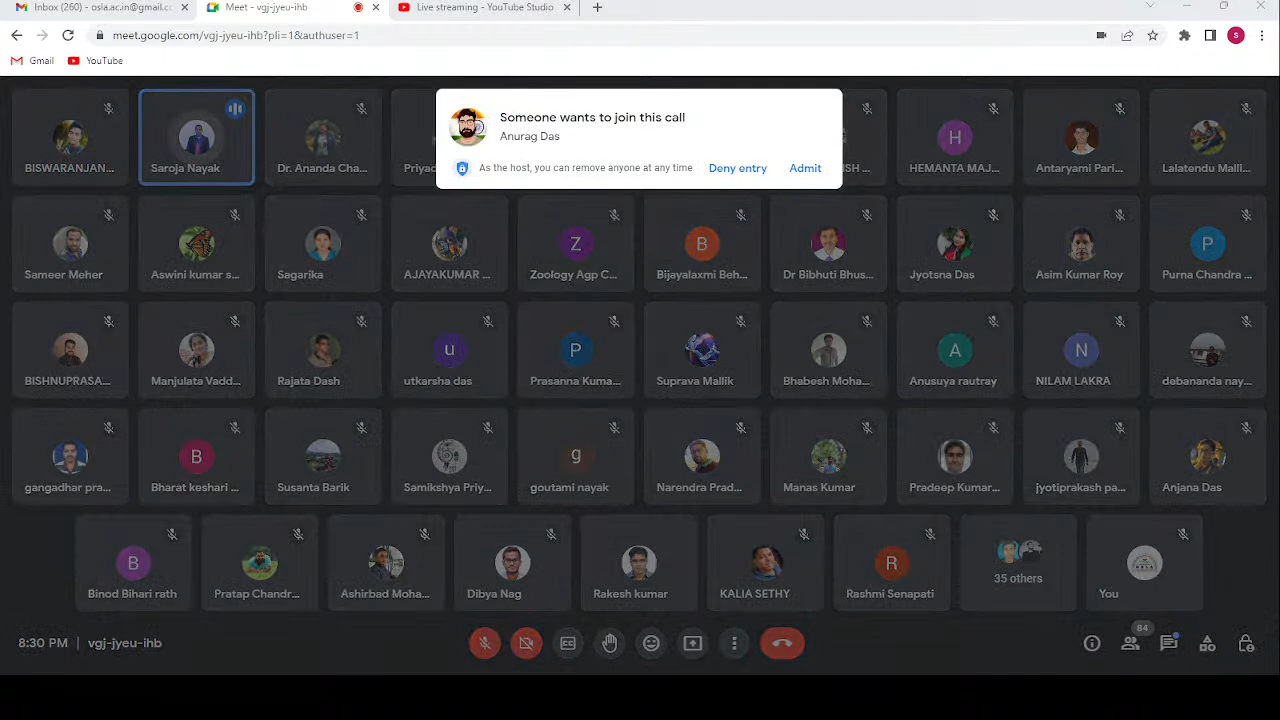 Inbox (260) - osla.ac.in@gmail.c
Meet - vgj-jyeu-ihb
Live streaming - YouTube Studio
meet.google.com/vgj-jyeu-ihb?pli=1&authuser=1
S
Gmail
YouTube
Someone wants to join this call
Anurag Das
As the host, you can remove anyone at any time
Deny entry
Admit
BISWARANJAN...
Saroja Nayak
Dr. Ananda Cha...
H
HEMANTA MAJ...
Antaryami Pari...
Lalatendu Malli...
Sameer Meher
Aswini kumar s...
Sagarika
AJAYAKUMAR ...
Z
Zoology Agp C...
B
Bijayalaxmi Beh...
Dr Bibhuti Bhus...
Jyotsna Das
Asim Kumar Roy
P
Purna Chandra ...
BISHNUPRASA...
Manjulata Vadd...
Rajata Dash
u
utkarsha das
P
Prasanna Kuma...
Suprava Mallik
Bhabesh Moha...
A
Anusuya rautray
N
NILAM LAKRA
debananda nay...
gangadhar pra...
B
Bharat keshari ...
Susanta Barik
Samikshya Priy...
g
goutami nayak
Narendra Prad...
Manas Kumar
Pradeep Kumar...
jyotiprakash pa...
Anjana Das
B
Binod Bihari rath
Pratap Chandr...
Ashirbad Moha...
Dibya Nag
Rakesh kumar
KALIA SETHY
R
Rashmi Senapati
35 others
You
8:30 PM | vgj-jyeu-ihb
84